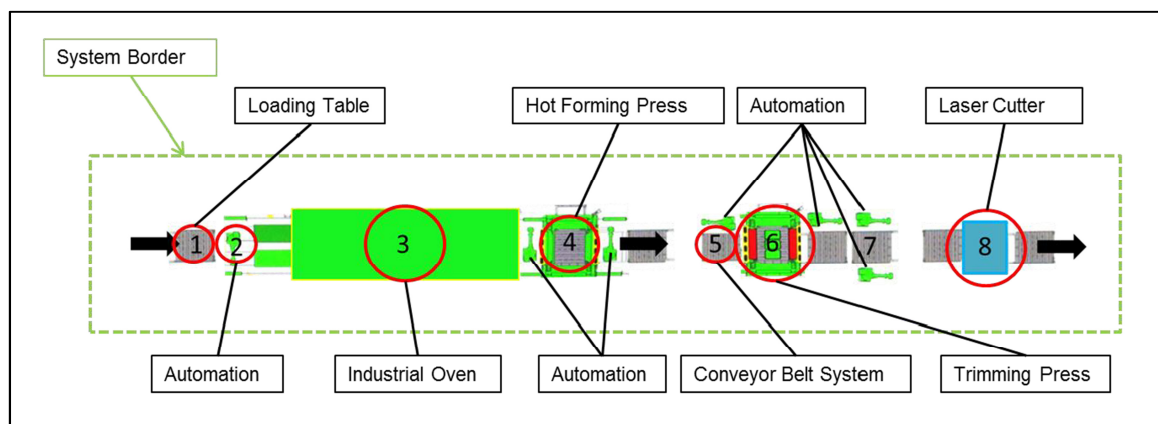 System Border
Loading Table
Hot Forming Press
Automation
Laser Cutter
1
2
3
4
5
6
7
8
Automation
Industrial Oven
Automation
Conveyor Belt System
Trimming Press